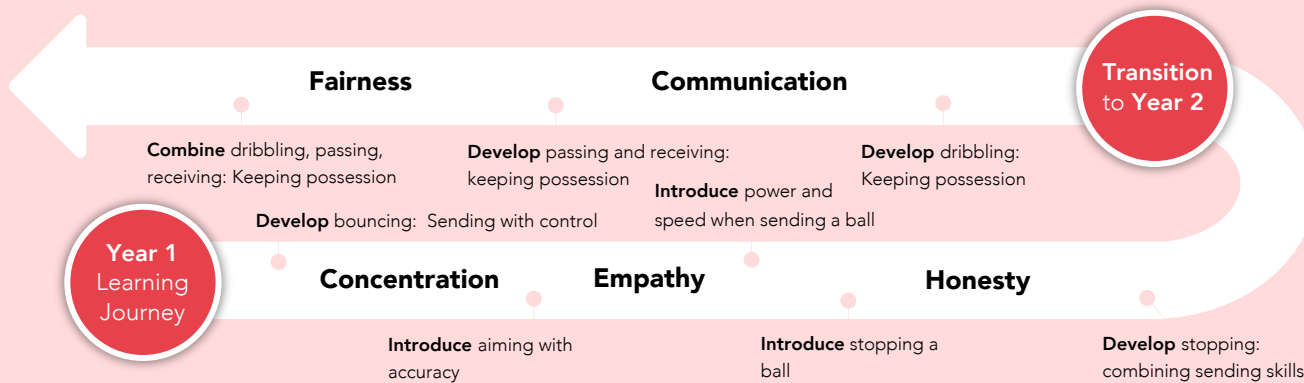 Fairness
Communication
Transition
to Year 2
Combine dribbling, passing,
receiving: Keeping possession
Develop passing and receiving:
keeping possession
Develop dribbling:
Keeping possession
Introduce power and
speed when sending a ball
Develop bouncing: Sending with control
Year 1
Learning
Journey
Concentration
Empathy
Honesty
Introduce aiming with
accuracy
Introduce stopping a
ball
Develop stopping:
combining sending skills